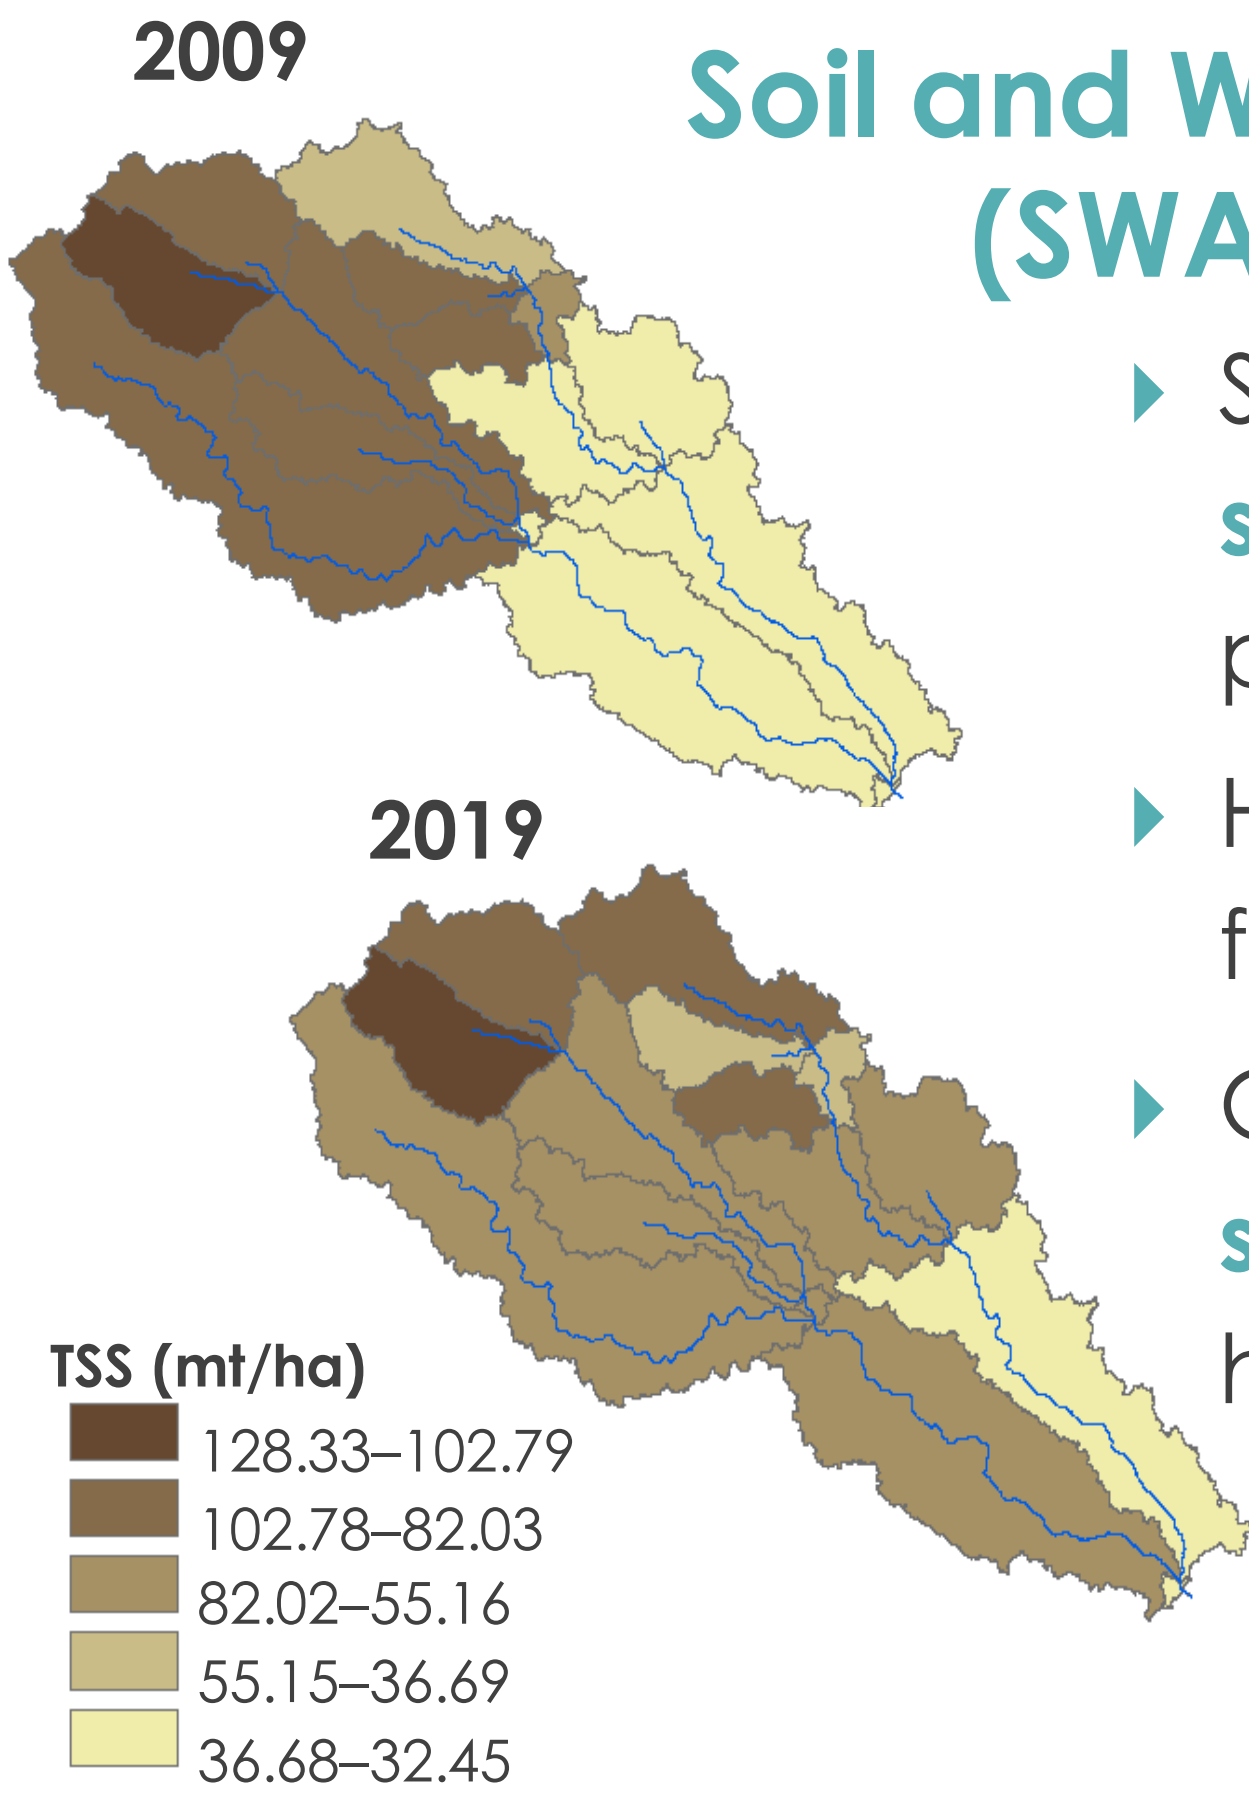 2009
Soil and W
(SWA
S
s
p
H
f
s
h
2019
TSS (mt/ha)
128.33–102.79
102.78–82.03
82.02–55.16
55.15–36.69
36.68–32.45